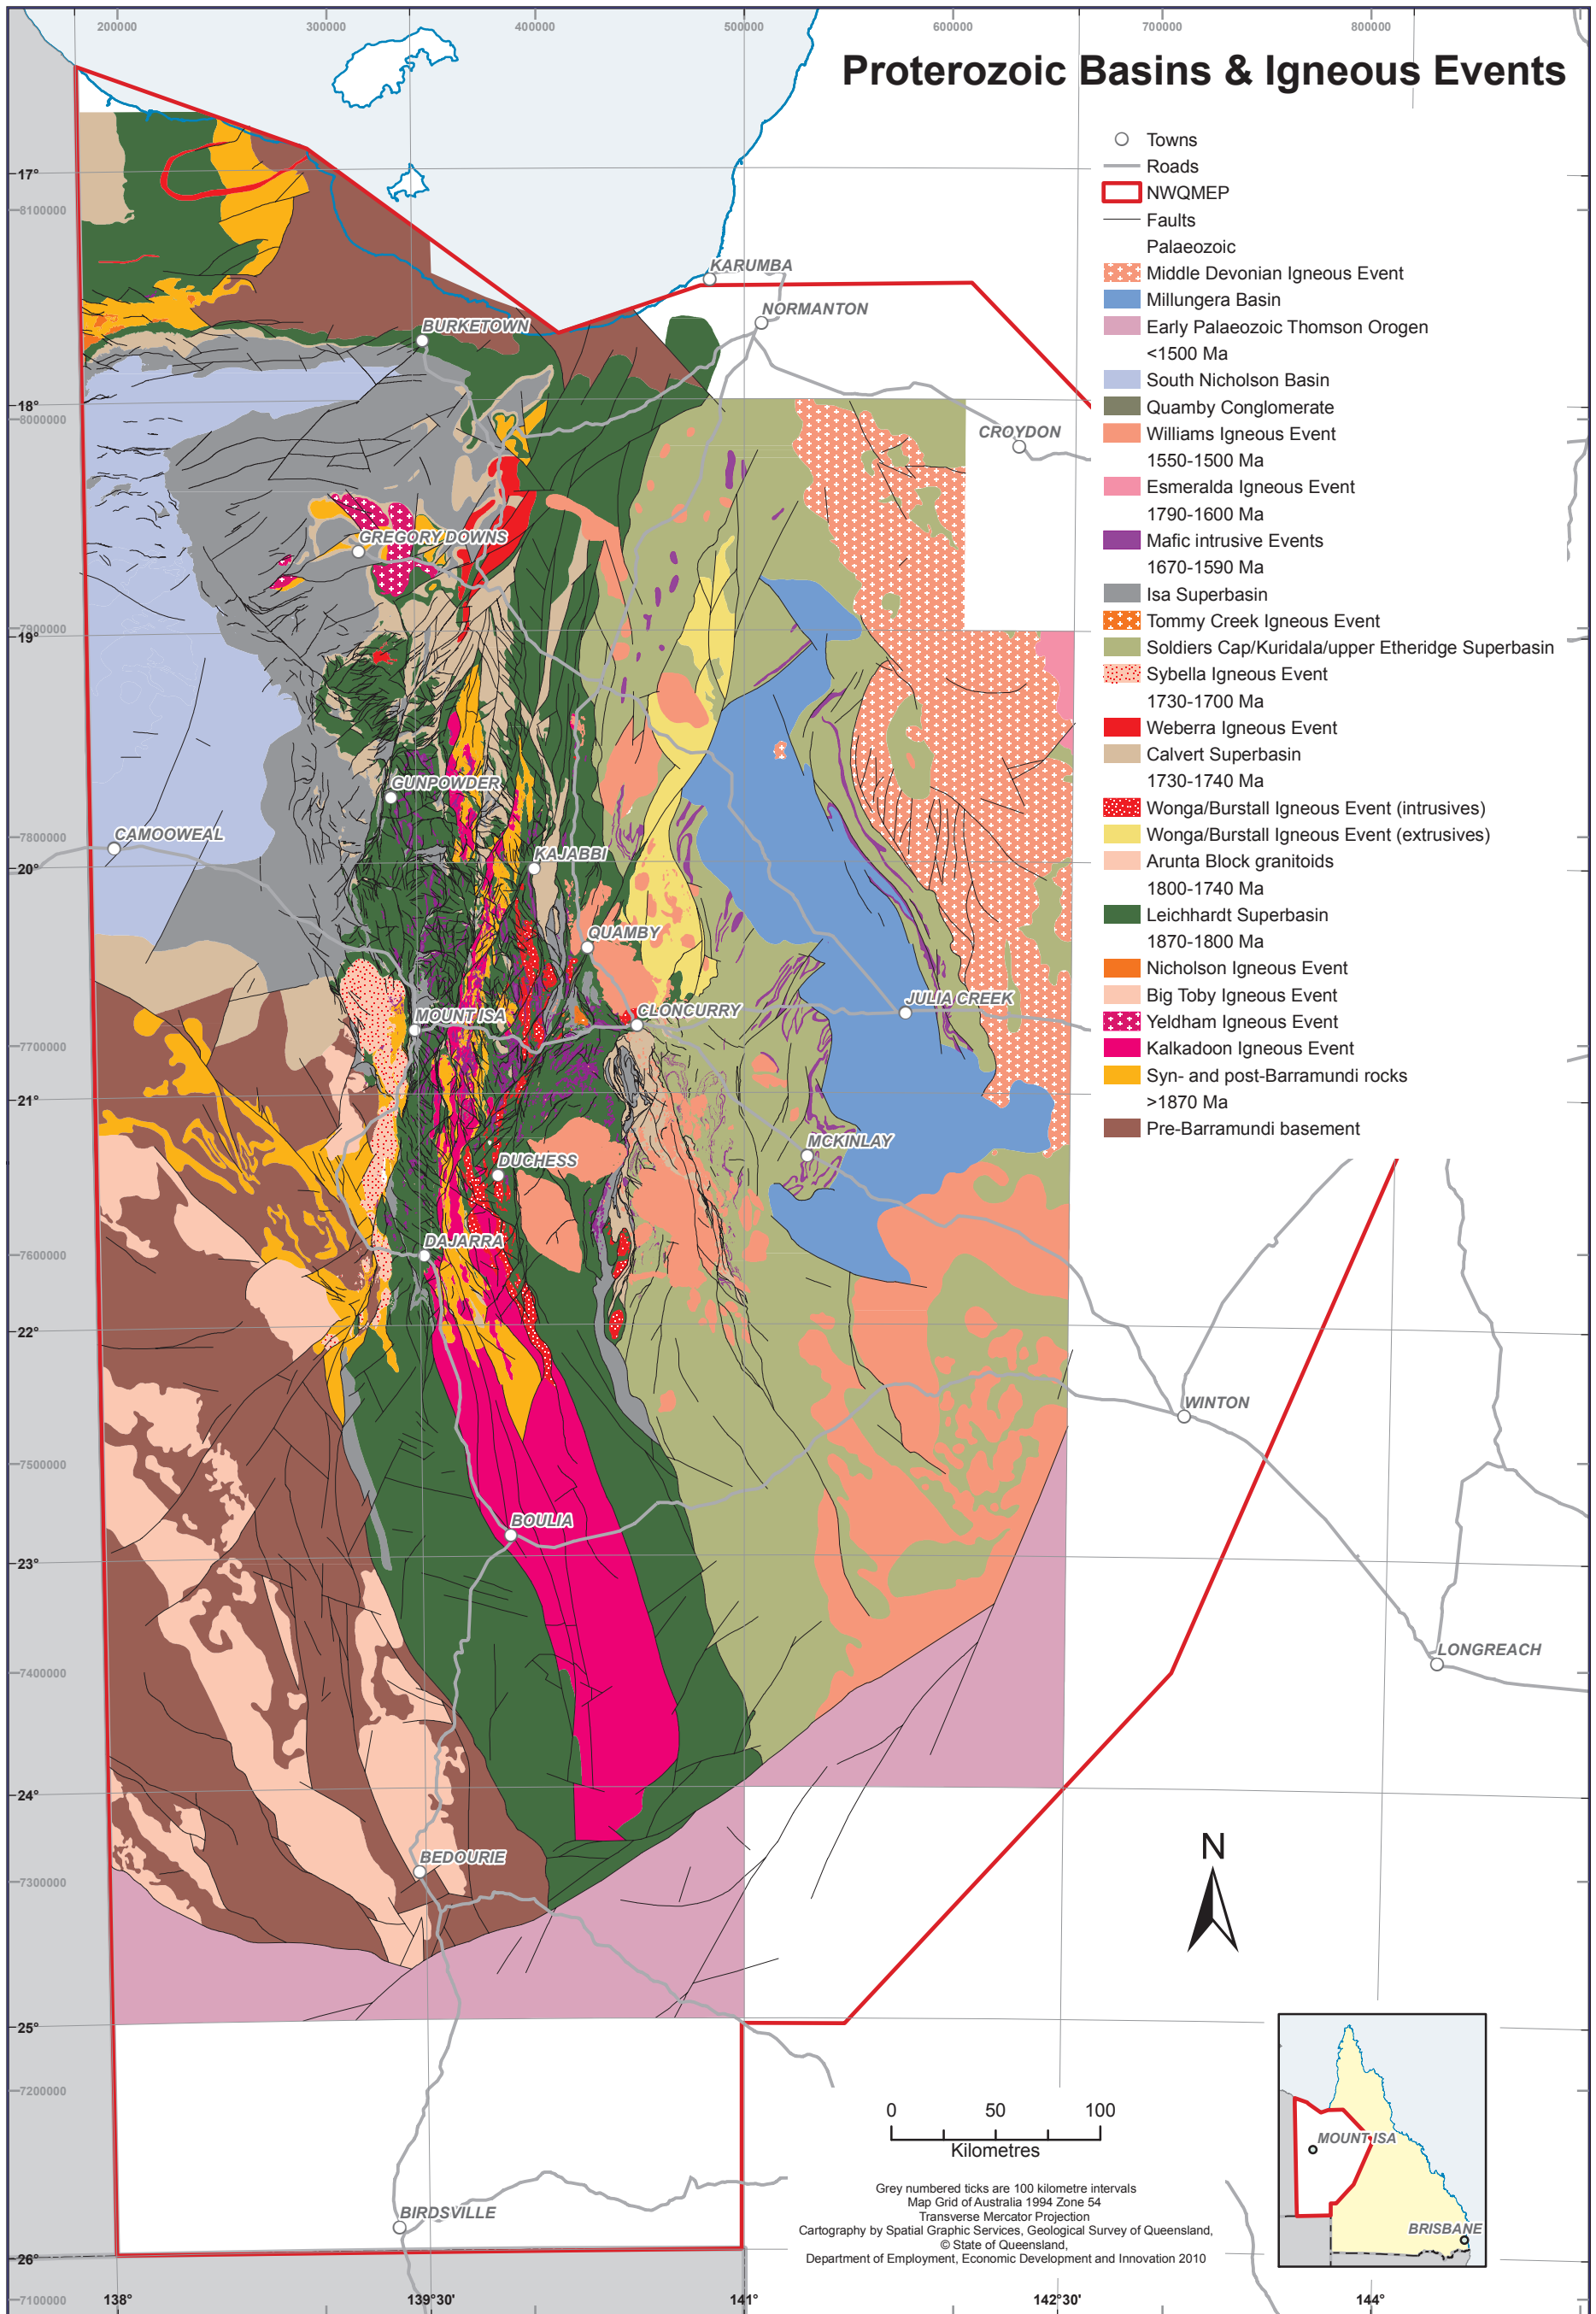 200000
300000
400000
500000
600000
700000
800000
Proterozoic Basins & Igneous Events
Towns
Roads
NWQMEP
Faults
Palaeozoic
Middle Devonian Igneous Event
Millungera Basin
Early Palaeozoic Thomson Orogen
<1500 Ma
South Nicholson Basin
Quamby Conglomerate
Williams Igneous Event
1550-1500 Ma
Esmeralda Igneous Event
1790-1600 Ma
Mafic intrusive Events
1670-1590 Ma
Isa Superbasin
Tommy Creek Igneous Event
Soldiers Cap/Kuridala/upper Etheridge Superbasin
Sybella Igneous Event
1730-1700 Ma
Weberra Igneous Event
Calvert Superbasin
1730-1740 Ma
Wonga/Burstall Igneous Event (intrusives)
Wonga/Burstall Igneous Event (extrusives)
Arunta Block granitoids
1800-1740 Ma
Leichhardt Superbasin
1870-1800 Ma
Nicholson Igneous Event
Big Toby Igneous Event
Yeldham Igneous Event
Kalkadoon Igneous Event
Syn- and post-Barramundi rocks
>1870 Ma
Pre-Barramundi basement
17°
8100000
18°
8000000
7900000
19°
7800000
20°
7700000
21°
7600000
22°
7500000
23°
7400000
24°
7300000
25°
7200000
26°
7100000
KARUMBA
NORMANTON
BURKETOWN
CROYDON
GREGORY DOWNS
GUNPOWDER
CAMOOWEAL
KAJABBI
QUAMBY
JULIA CREEK
CLONCURRY
MOUNT ISA
MCKINLAY
DUCHESS
DAJARRA
WINTON
BOULIA
LONGREACH
BEDOURIE
BIRDSVILLE
N
0 50 100
Kilometres
Grey numbered ticks are 100 kilometre intervals
Map Grid of Australia 1994 Zone 54
Transverse Mercator Projection
Cartography by Spatial Graphic Services, Geological Survey of Queensland,
© State of Queensland,
Department of Employment, Economic Development and Innovation 2010
MOUNT ISA
BRISBANE
138°
139°30'
141°
142°30'
144°